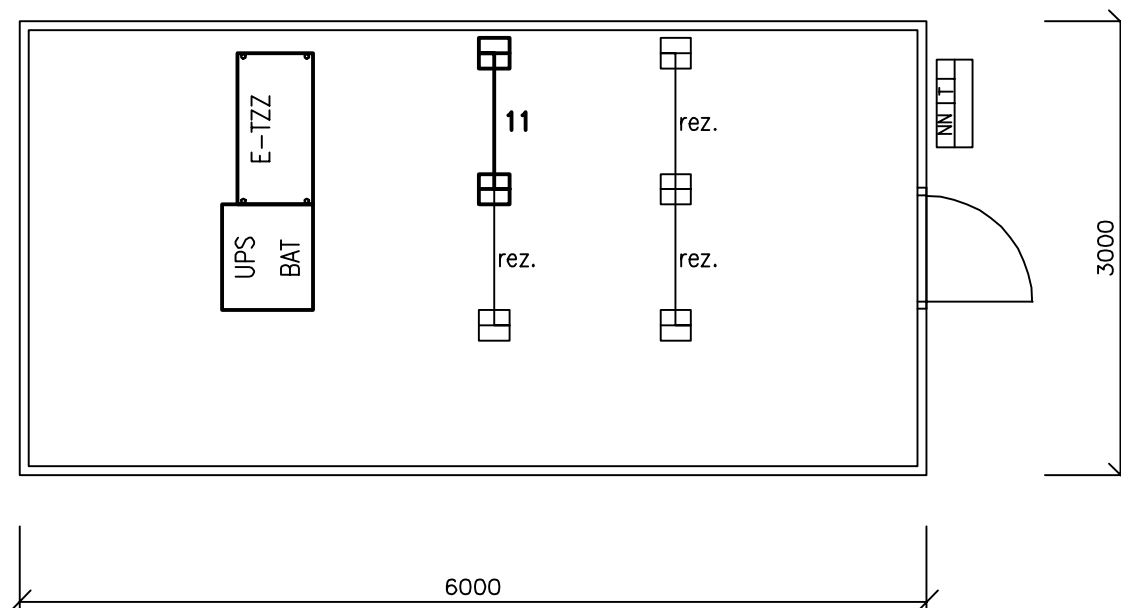 E-TZZ
UPS
BAT
11
rez.
rez.
rez.
NN
T
3000
6000